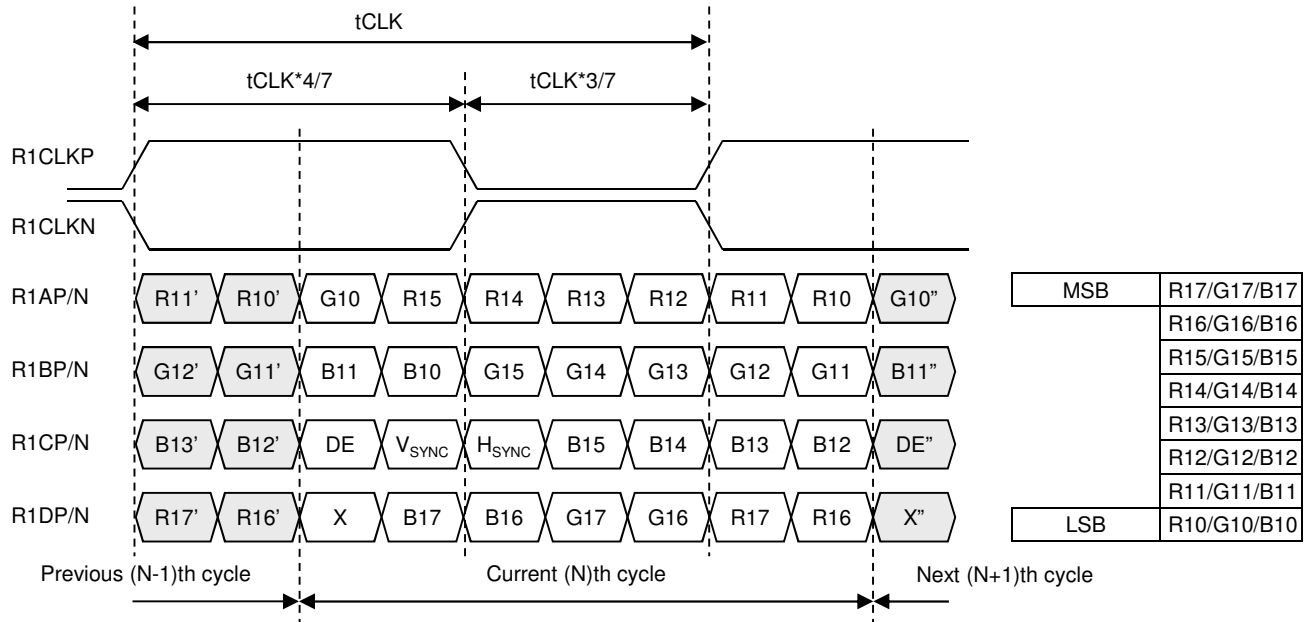 tCLK
tCLK*4/7 tCLK*3/7
R1CLKP
R1CLKN
R1AP/N R11’ R10’ G10 R15 R14 R13 R12 R11 R10 G10”
R1BP/N G12’ G11’ B11 B10 G15 G14 G13 G12 G11 B11”
R1CP/N B13’ B12’ DE VSYNC HSYNC B15 B14 B13 B12 DE”
R1DP/N R17’ R16’ X B17 B16 G17 G16 R17 R16 X”
Previous (N-1)th cycle Current (N)th cycle Next (N+1)th cycle
MSB R17/G17/B17
R16/G16/B16
R15/G15/B15
R14/G14/B14
R13/G13/B13
R12/G12/B12
R11/G11/B11
LSB R10/G10/B10